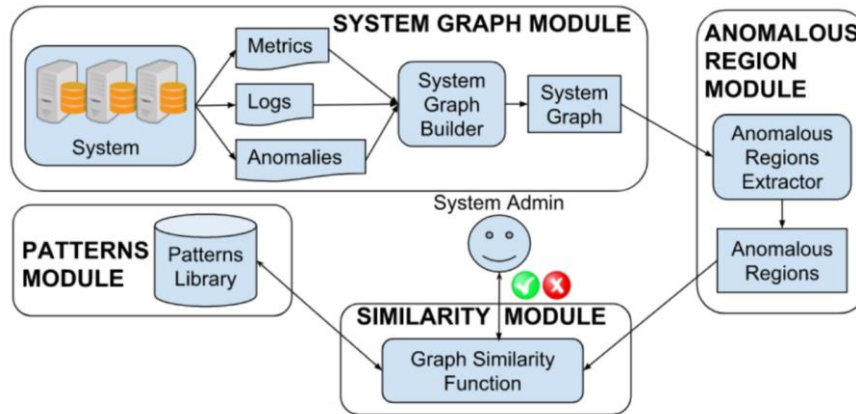 SYSTEM GRAPH MODULE
Metrics
Logs
Anomalies
System
System
Graph
Builder
System
Graph
ANOMALOUS
REGION
MODULE
Anomalous
Regions
Extractor
Anomalous
Regions
System Admin
PATTERNS
MODULE
Patterns
Library
SIMILARITY MODULE
Graph Similarity
Function